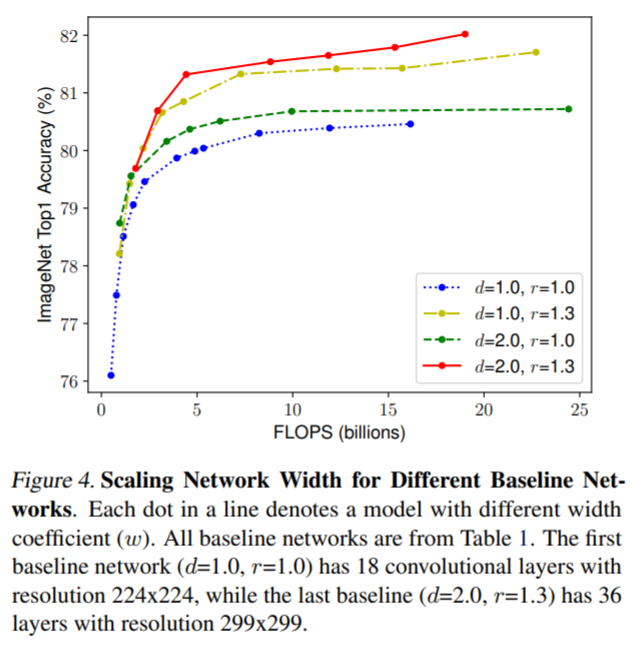 82
81
80
79
78
77
76
ImageNet Top1 Accuracy (%)
d=1.0, r=1.0
d=1.0, r=1.3
d=2.0, r=1.0
d=2.0, r=1.3
0 5 10 15 20 25
FLOPS (billions)
Figure 4. Scaling Network Width for Different Baseline Net-
works. Each dot in a line denotes a model with different width
coefficient (w). All baseline networks are from Table 1. The first
baseline network (d=1.0, r=1.0) has 18 convolutional layers with
resolution 224x224, while the last baseline (d=2.0, r=1.3) has 36
layers with resolution 299x299.